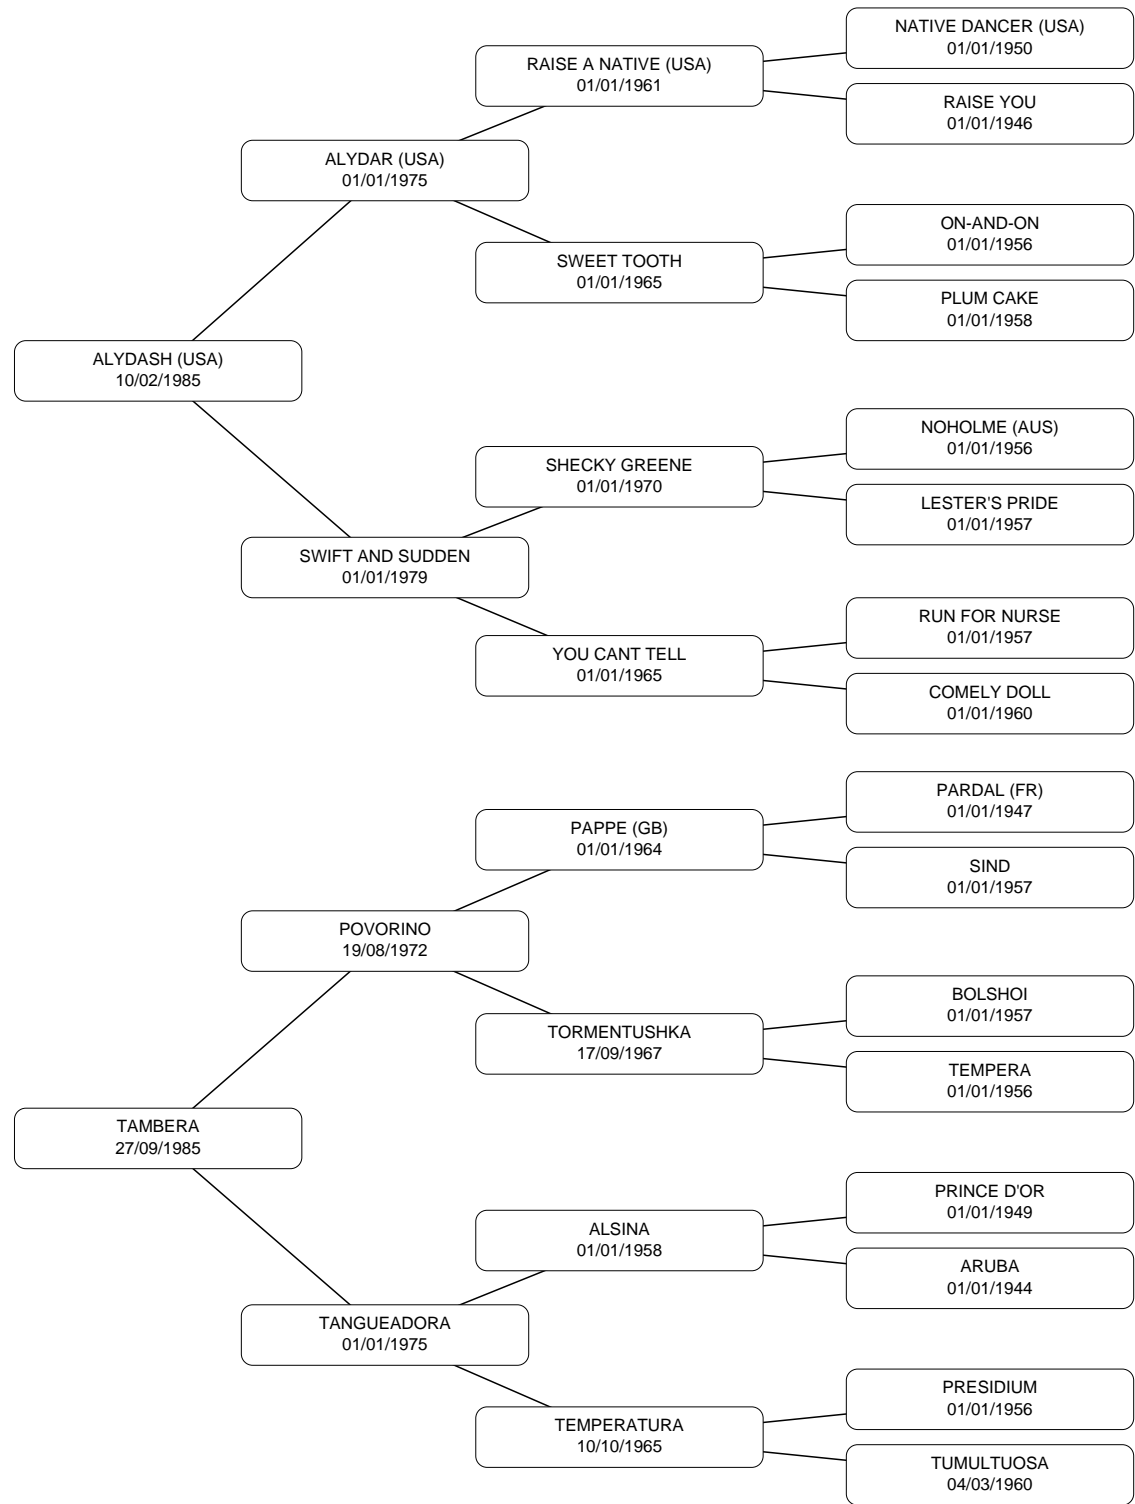 NATIVE DANCER (USA)
01/01/1950
RAISE A NATIVE (USA)
01/01/1961
RAISE YOU
01/01/1946
ALYDAR (USA)
01/01/1975
ON-AND-ON
01/01/1956
SWEET TOOTH
01/01/1965
PLUM CAKE
01/01/1958
ALYDASH (USA)
10/02/1985
NOHOLME (AUS)
01/01/1956
SHECKY GREENE
01/01/1970
LESTER'S PRIDE
01/01/1957
SWIFT AND SUDDEN
01/01/1979
RUN FOR NURSE
01/01/1957
YOU CANT TELL
01/01/1965
COMELY DOLL
01/01/1960
PARDAL (FR)
01/01/1947
PAPPE (GB)
01/01/1964
SIND
01/01/1957
POVORINO
19/08/1972
BOLSHOI
01/01/1957
TORMENTUSHKA
17/09/1967
TEMPERA
01/01/1956
TAMBERA
27/09/1985
PRINCE D'OR
01/01/1949
ALSINA
01/01/1958
ARUBA
01/01/1944
TANGUEADORA
01/01/1975
PRESIDIUM
01/01/1956
TEMPERATURA
10/10/1965
TUMULTUOSA
04/03/1960